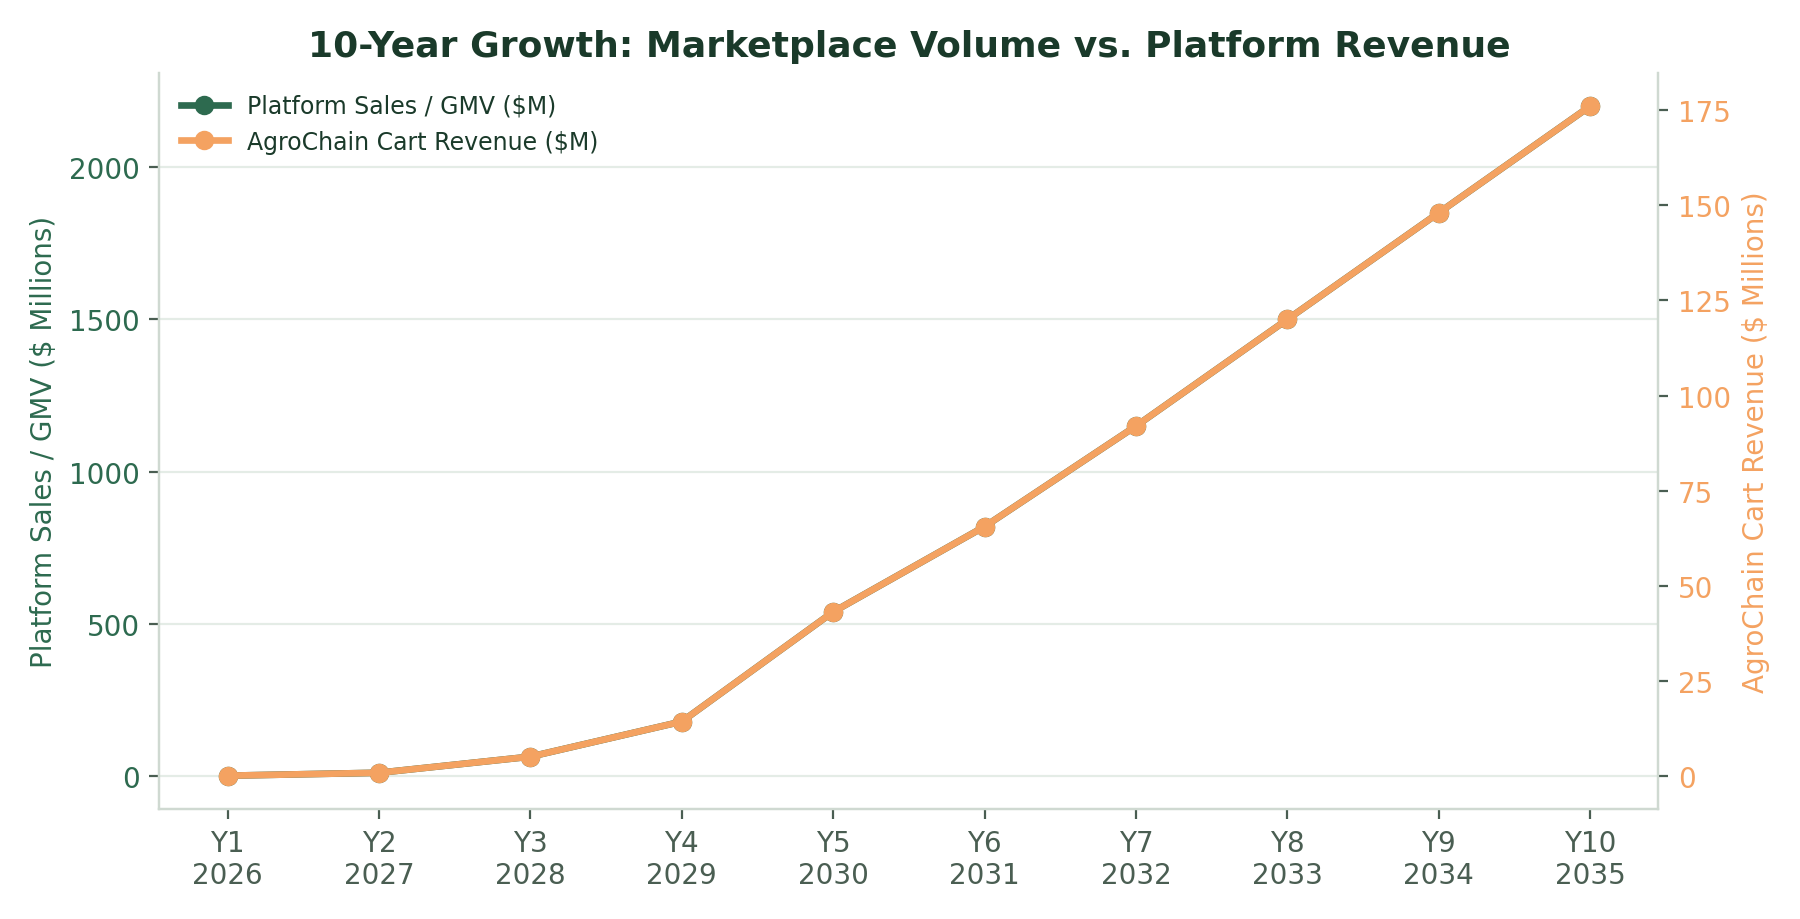 10-Year Growth: Marketplace Volume vs. Platform Revenue
Platform Sales / GMV ($M)
AgroChain Cart Revenue ($M)
Platform Sales / GMV ($ Millions)
2000
1500
1000
500
0
175
150
125
100
75
50
25
0
AgroChain Cart Revenue ($ Millions)
Y1 Y2 Y3 Y4 Y5 Y6 Y7 Y8 Y9 Y10
2026 2027 2028 2029 2030 2031 2032 2033 2034 2035